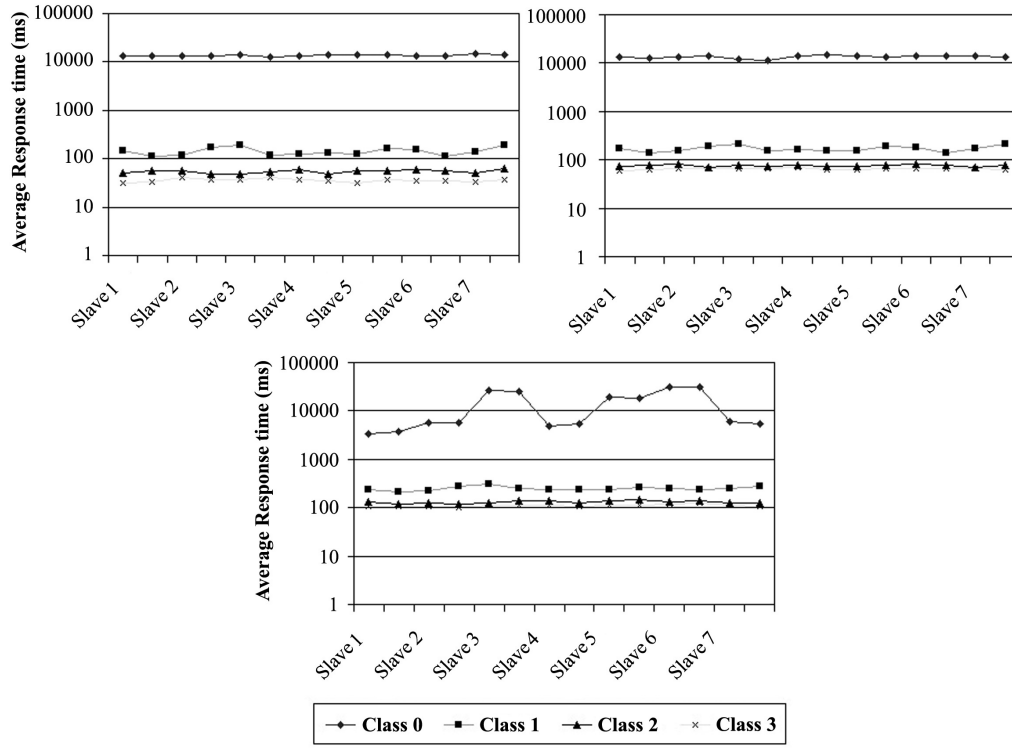 Average Response time (ms)
100000
10000
1000
100
10
1
Slave 1
Slave 2
Slave 3
Slave 4
Slave 5
Slave 6
Slave 7
100000
10000
1000
100
10
1
Slave 1
Slave 2
Slave 3
Slave 4
Slave 5
Slave 6
Slave 7
Average Response time (ms)
100000
10000
1000
100
10
1
Slave 1
Slave 2
Slave 3
Slave 4
Slave 5
Slave 6
Slave 7
Class 0 Class 1 Class 2 Class 3